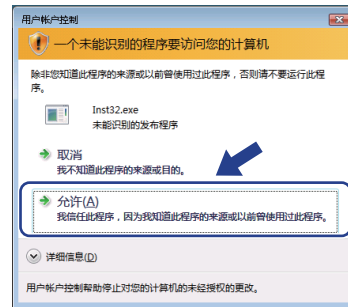 用户帐户控制
一个未能识别的程序要访问您的计算机
除非您知道此程序的来源或以前曾使用过此程序，否则请不要运行此程
序。
Inst32.exe
未能识别的发布程序
取消
我不知道此程序的来源或目的。
允许(A)
我信任此程序，因为我知道此程序的来源或以前曾使用过此程序。
详细信息(D)
用户帐户控制帮助停止对您的计算机的未经授权的更改。